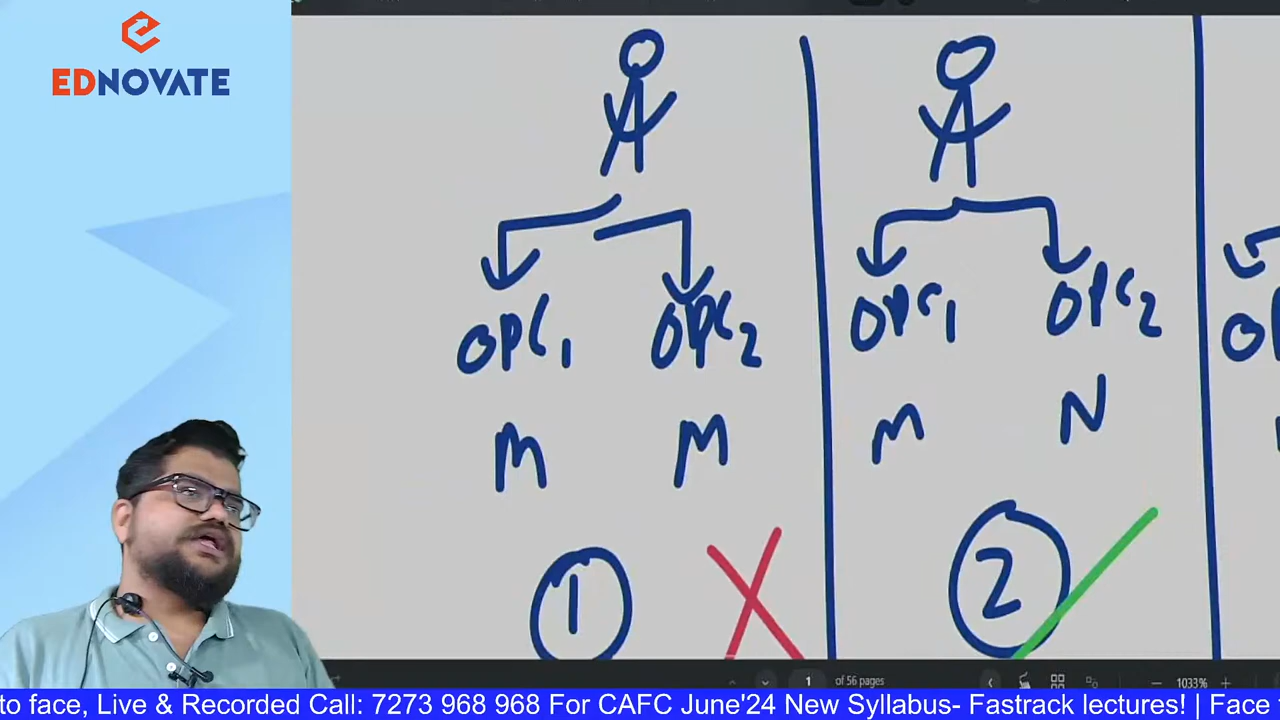 EDNOVATE
OPC1 OPC2
M M
1
OPC1 OPC2
M N
2
1 of 56 pages
1033%
to face, Live & Recorded Call: 7273 968 968 For CAFC June'24 New Syllabus- Fastrack lectures! | Face